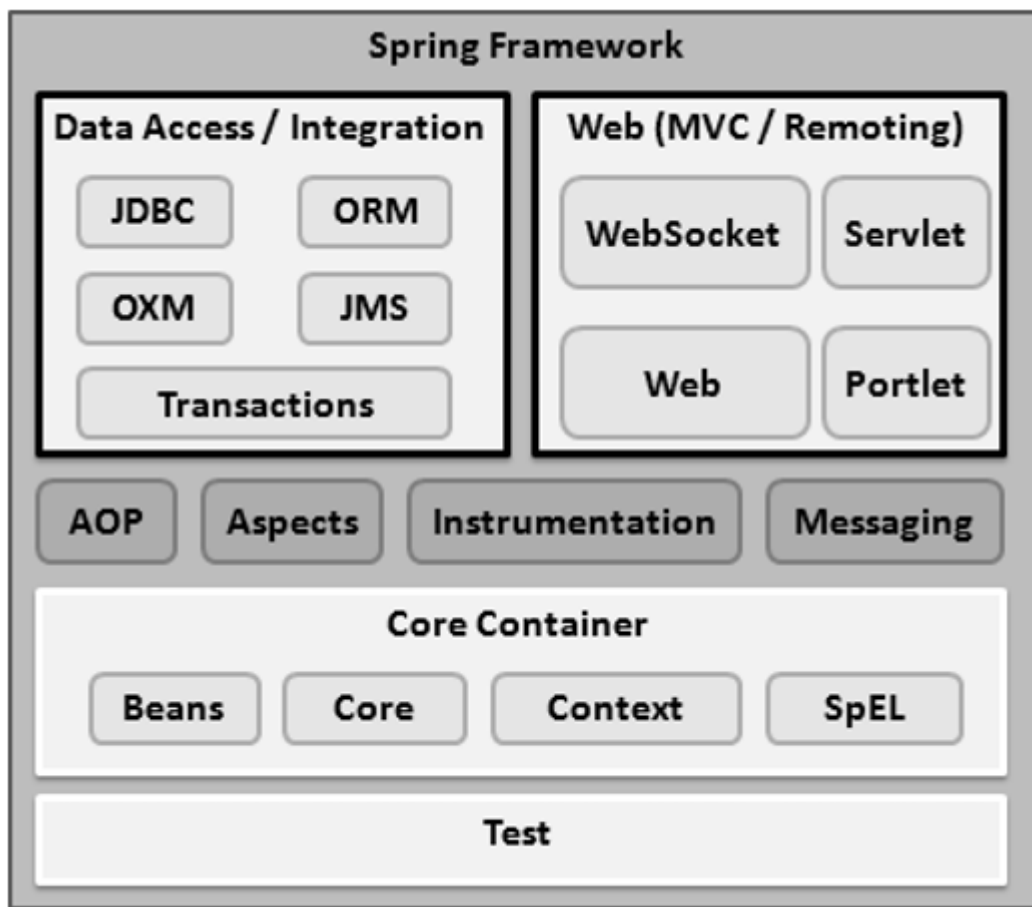 Spring Framework
Data Access / Integration
JDBC
ORM
OXM
JMS
Transactions
Web (MVC / Remoting)
WebSocket
Servlet
Web
Portlet
AOP
Aspects
Instrumentation
Messaging
Core Container
Beans
Core
Context
SpEL
Test